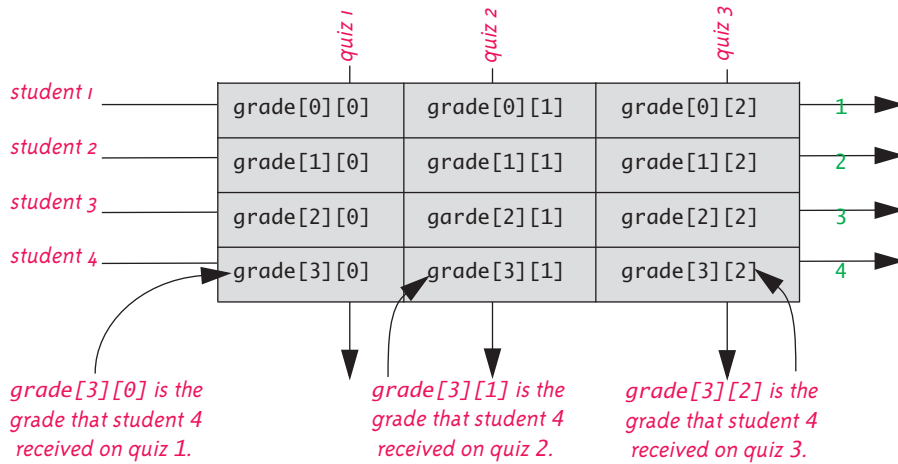 quiz 1
quiz 2
quiz 3
student 1
grade[0][0] grade[0][1] grade[0][2] 1
student 2
grade[1][0] grade[1][1] grade[1][2] 2
student 3
grade[2][0] garde[2][1] grade[2][2] 3
student 4
grade[3][0] grade[3][1] grade[3][2] 4
grade[3][0] is the
grade that student 4
received on quiz 1.
grade[3][1] is the
grade that student 4
received on quiz 2.
grade[3][2] is the
grade that student 4
received on quiz 3.